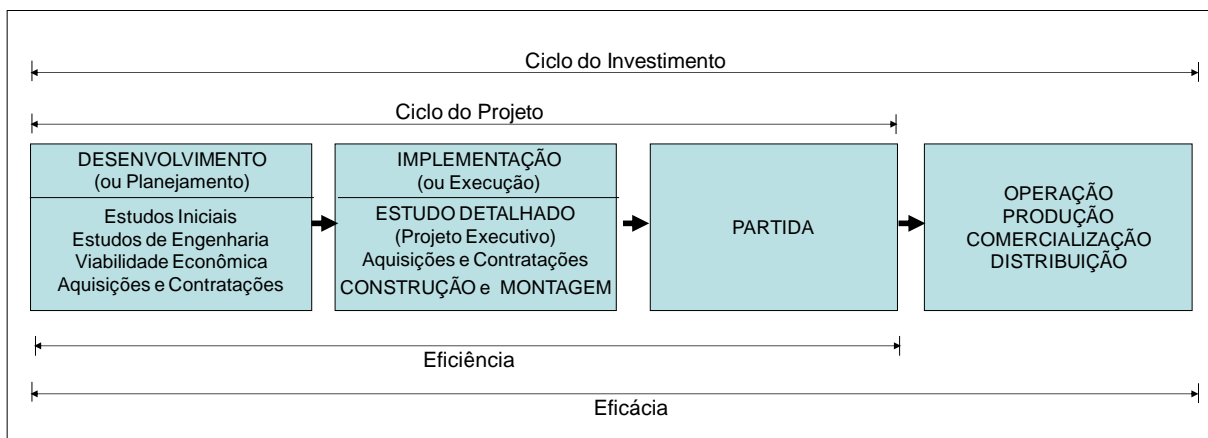 Ciclo do Investimento
Ciclo do Projeto
DESENVOLVIMENTO
(ou Planejamento)
Estudos Iniciais
Estudos de Engenharia
Viabilidade Econômica
Aquisições e Contratações
IMPLEMENTAÇÃO
(ou Execução)
ESTUDO DETALHADO
(Projeto Executivo)
Aquisições e Contratações
CONSTRUÇÃO e MONTAGEM
PARTIDA
OPERAÇÃO
PRODUÇÃO
COMERCIALIZAÇÃO
DISTRIBUIÇÃO
Eficiência
Eficácia